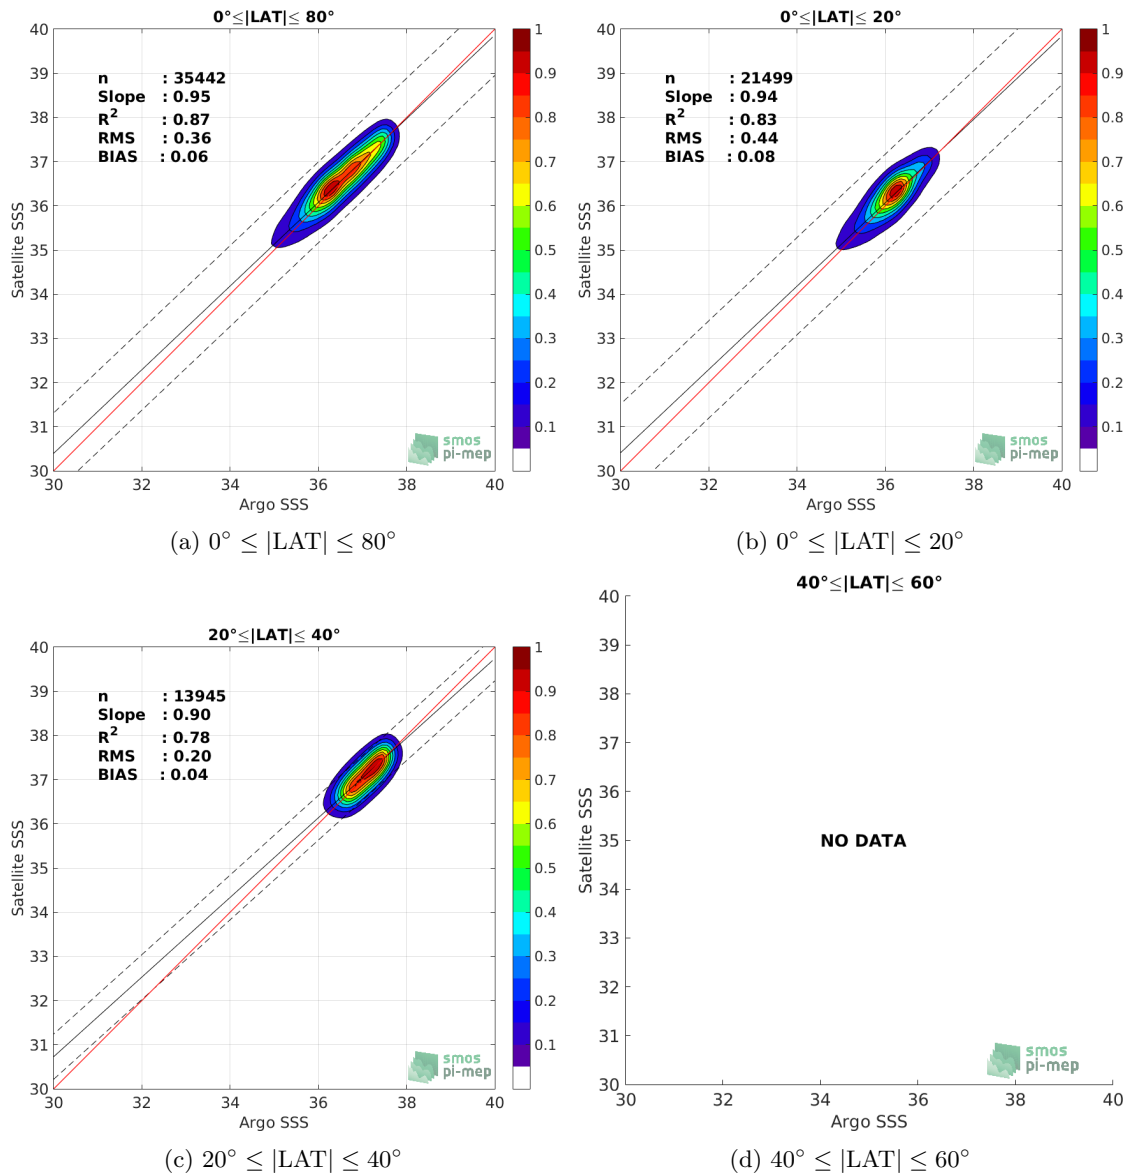 0°≤|LAT|≤ 80°
40
39
38
37
36
35
34
33
32
31
30
Satellite SSS
n : 35442
Slope : 0.95
R² : 0.87
RMS : 0.36
BIAS : 0.06
smos
pi-mep
30 32 34 36 38 40
Argo SSS
1
0.9
0.8
0.7
0.6
0.5
0.4
0.3
0.2
0.1
(a) 0° ≤ |LAT| ≤ 80°
0°≤|LAT|≤ 20°
40
39
38
37
36
35
34
33
32
31
30
Satellite SSS
n : 21499
Slope : 0.94
R² : 0.83
RMS : 0.44
BIAS : 0.08
smos
pi-mep
30 32 34 36 38 40
Argo SSS
1
0.9
0.8
0.7
0.6
0.5
0.4
0.3
0.2
0.1
(b) 0° ≤ |LAT| ≤ 20°
20°≤|LAT|≤ 40°
40
39
38
37
36
35
34
33
32
31
30
Satellite SSS
n : 13945
Slope : 0.90
R² : 0.78
RMS : 0.20
BIAS : 0.04
smos
pi-mep
30 32 34 36 38 40
Argo SSS
1
0.9
0.8
0.7
0.6
0.5
0.4
0.3
0.2
0.1
(c) 20° ≤ |LAT| ≤ 40°
40°≤|LAT|≤ 60°
40
39
38
37
36
35
34
33
32
31
30
Satellite SSS
NO DATA
smos
pi-mep
30 32 34 36 38 40
Argo SSS
(d) 40° ≤ |LAT| ≤ 60°